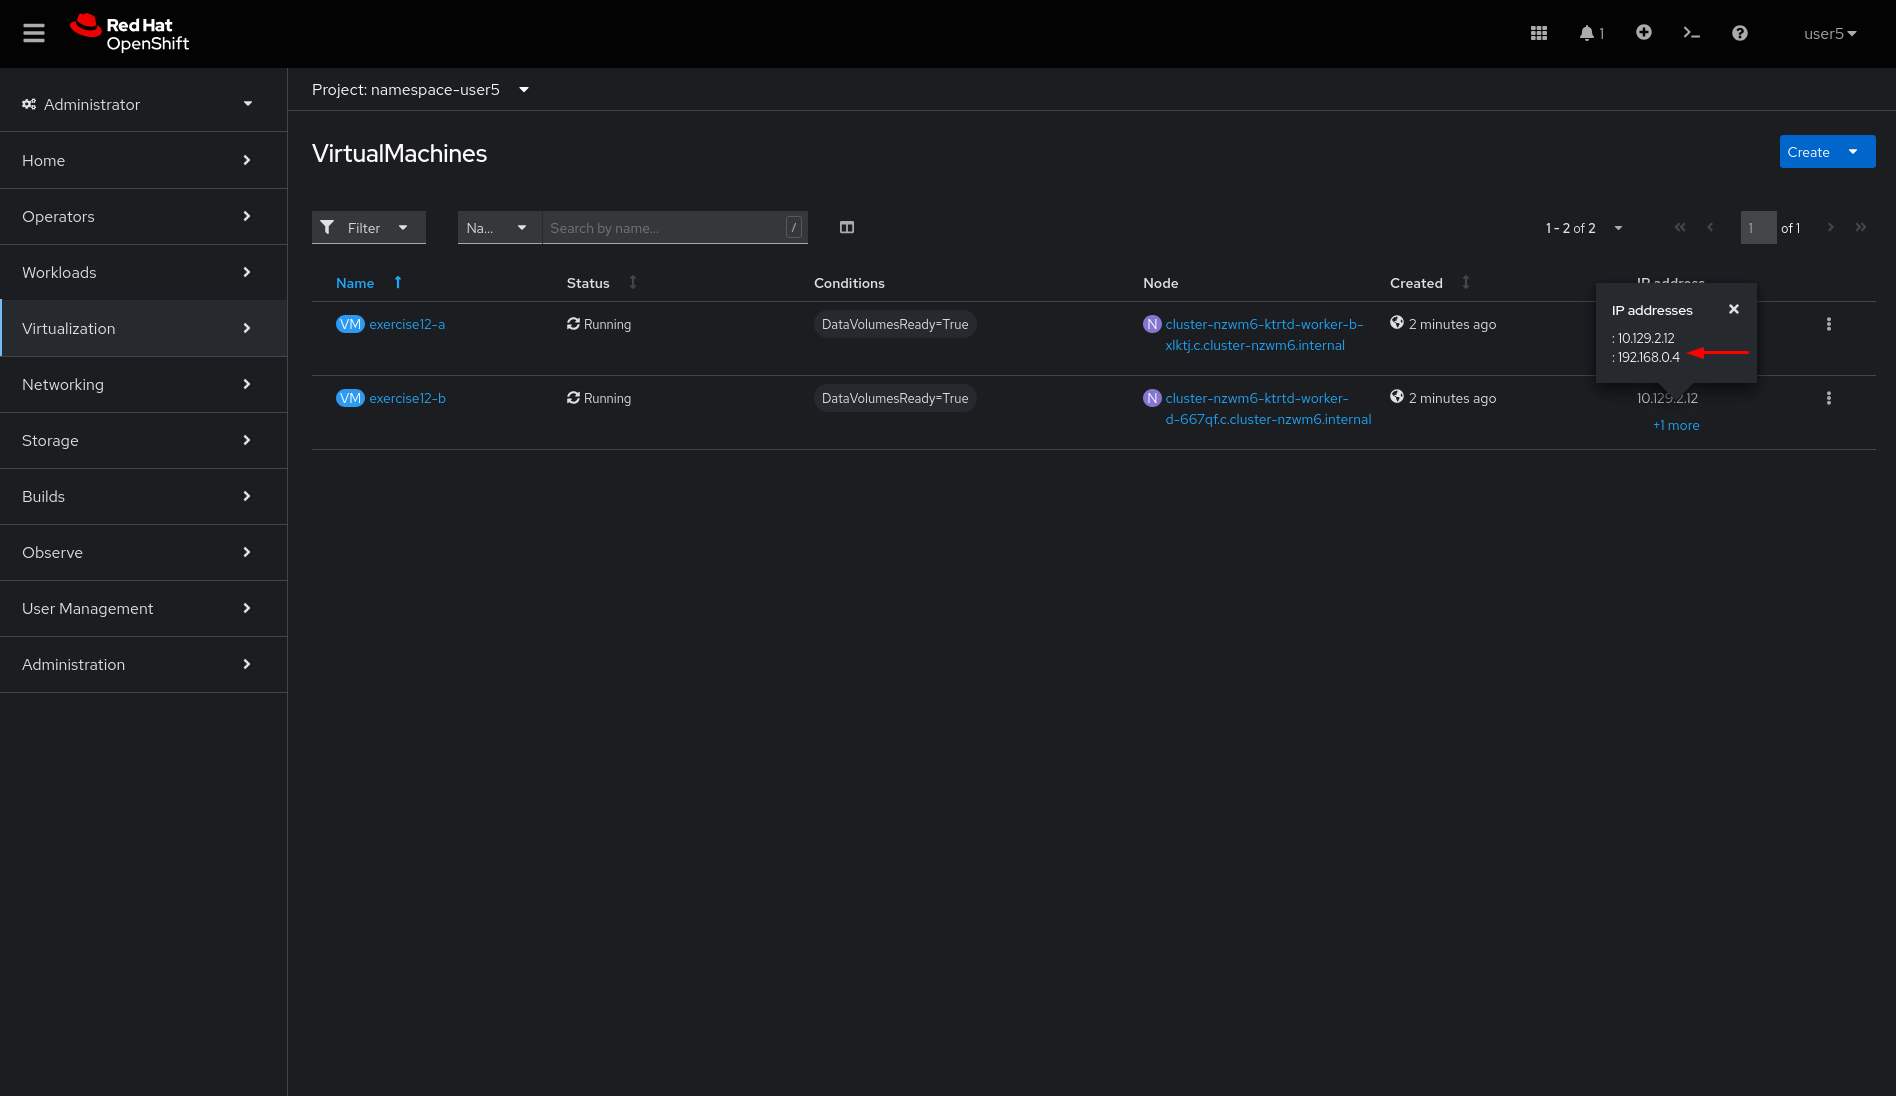 Red Hat
OpenShift
1
user5
Administrator
Home
Operators
Workloads
Virtualization
Networking
Storage
Builds
Observe
User Management
Administration
Project: namespace-user5
VirtualMachines
Create
Filter
Na...
Search by name...
/
1 - 2 of 2
1
of 1
Name
Status
Conditions
Node
Created
IP address
VM exercise12-a
Running
DataVolumesReady=True
N cluster-nzwm6-ktrtd-worker-b-
xlktj.c.cluster-nzwm6.internal
2 minutes ago
IP addresses
: 10.129.2.12
: 192.168.0.4
VM exercise12-b
Running
DataVolumesReady=True
N cluster-nzwm6-ktrtd-worker-
d-667qf.c.cluster-nzwm6.internal
2 minutes ago
10.129.2.12
+1 more